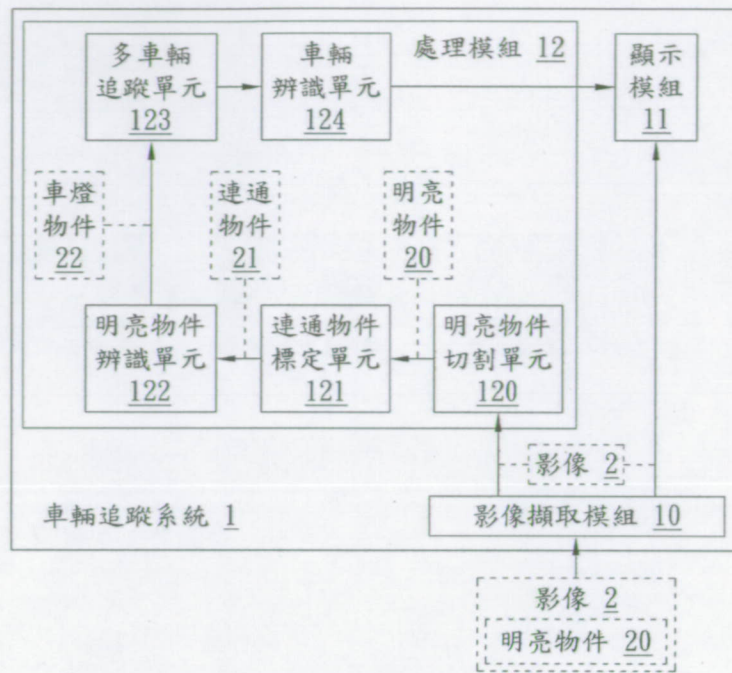 多車輛
追蹤單元
123
車輛
辨識單元
124
處理模組 12
顯示
模組
11
車燈
物件
22
連通
物件
21
明亮
物件
20
明亮物件
辨識單元
122
連通物件
標定單元
121
明亮物件
切割單元
120
影像 2
車輛追蹤系統 1
影像擷取模組 10
影像 2
明亮物件 20